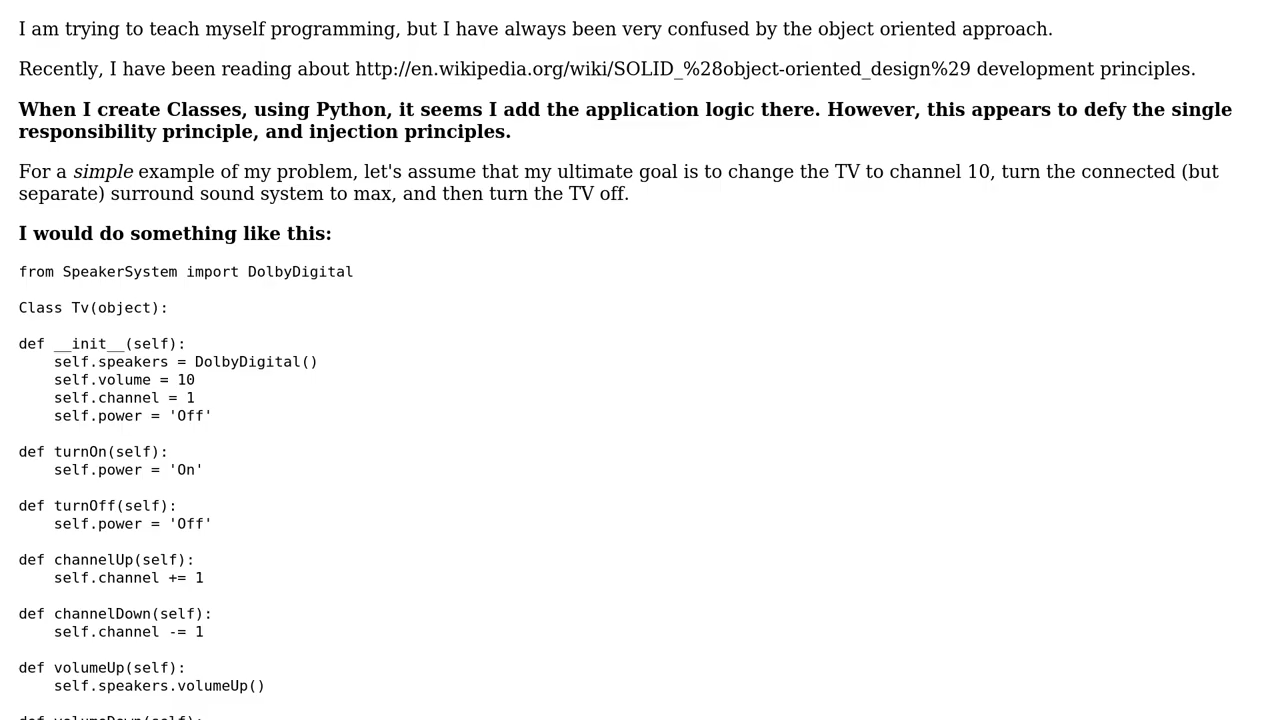 I am trying to teach myself programming, but I have always been very confused by the object oriented approach.
Recently, I have been reading about http://en.wikipedia.org/wiki/SOLID_%28object-oriented_design%29 development principles.
When I create Classes, using Python, it seems I add the application logic there. However, this appears to defy the single
responsibility principle, and injection principles.
For a simple example of my problem, let's assume that my ultimate goal is to change the TV to channel 10, turn the connected (but
separate) surround sound system to max, and then turn the TV off.
I would do something like this:
from SpeakerSystem import DolbyDigital
Class Tv(object):
def __init__(self):
    self.speakers = DolbyDigital()
    self.volume = 10
    self.channel = 1
    self.power = 'Off'
def turnOn(self):
    self.power = 'On'
def turnOff(self):
    self.power = 'Off'
def channelUp(self):
    self.channel += 1
def channelDown(self):
    self.channel -= 1
def volumeUp(self):
    self.speakers.volumeUp()
def volumeDown(self):